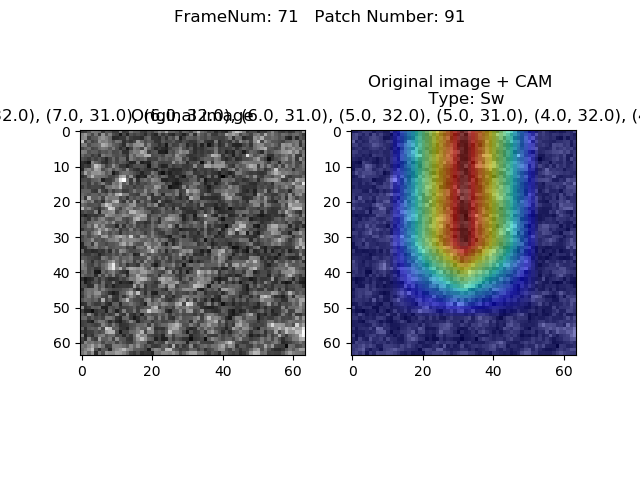 FrameNum: 71   Patch Number: 91
Original image + CAM
Type: Sw
32.0), (7.0, 31.0), (6.0, 32.0), (6.0, 31.0), (5.0, 32.0), (5.0, 31.0), (4.0, 32.0), (4
Original image
0
10
20
30
40
50
60
0 20 40 60
0
10
20
30
40
50
60
0 20 40 60